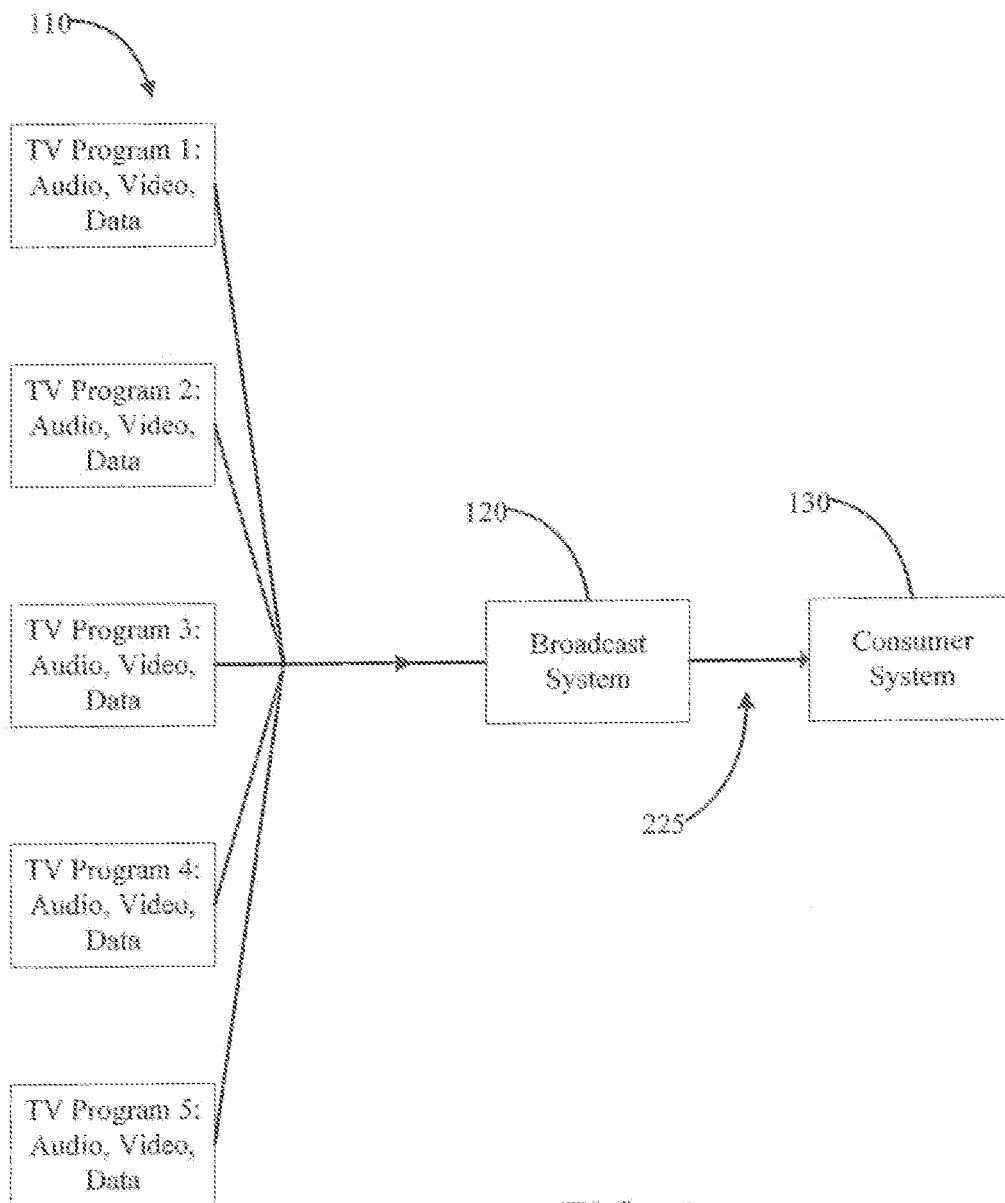 110
TV Program 1:
Audio, Video,
Data
TV Program 2:
Audio, Video,
Data
120
130
TV Program 3:
Audio, Video,
Data
Broadcast
System
Consumer
System
225
TV Program 4:
Audio, Video,
Data
TV Program 5:
Audio, Video,
Data